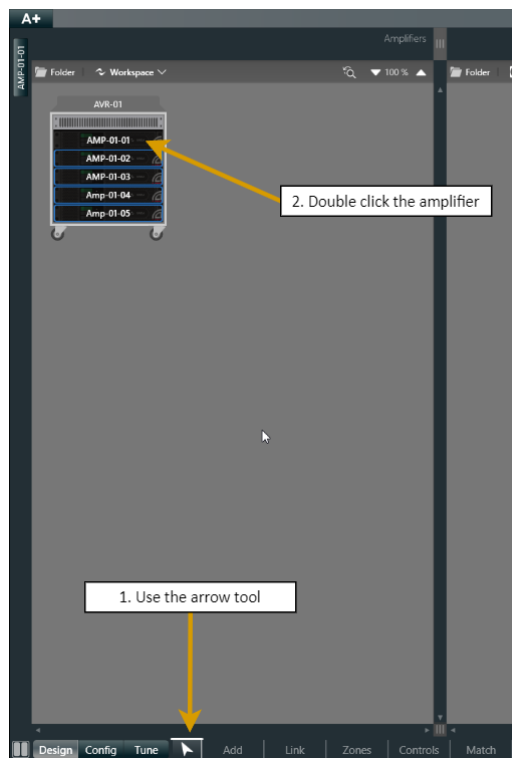 A+
Amplifiers
AMP-01-01
Folder
Workspace
100 %
Folder
AVR-01
AMP-01-01
AMP-01-02
AMP-01-03
Amp-01-04
Amp-01-05
2. Double click the amplifier
1. Use the arrow tool
Design Config Tune Add Link Zones Controls Match